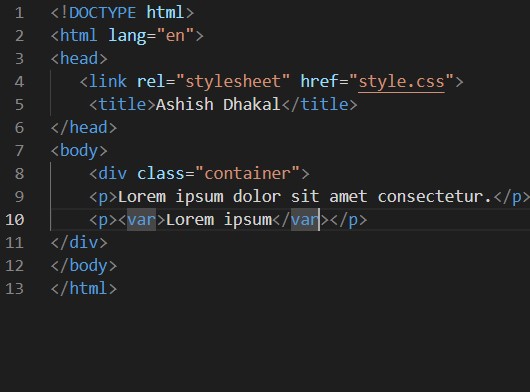 1 <!DOCTYPE html>
2 <html lang="en">
3 <head>
4 <link rel="stylesheet" href="style.css">
5 <title>Ashish Dhakal</title>
6 </head>
7 <body>
8 <div class="container">
9 <p>Lorem ipsum dolor sit amet consectetur.</p>
10 <p><var>Lorem ipsum</var></p>
11 </div>
12 </body>
13 </html>